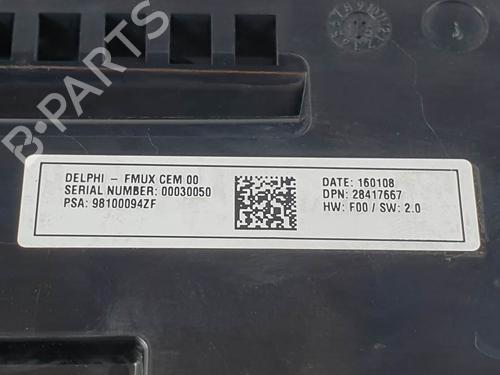 DELPHI - FMUX CEM 00
SERIAL NUMBER: 00030050
PSA: 98100094ZF
DATE: 160108
DPN: 28417667
HW: F00 / SW: 2.0
B-PARTS